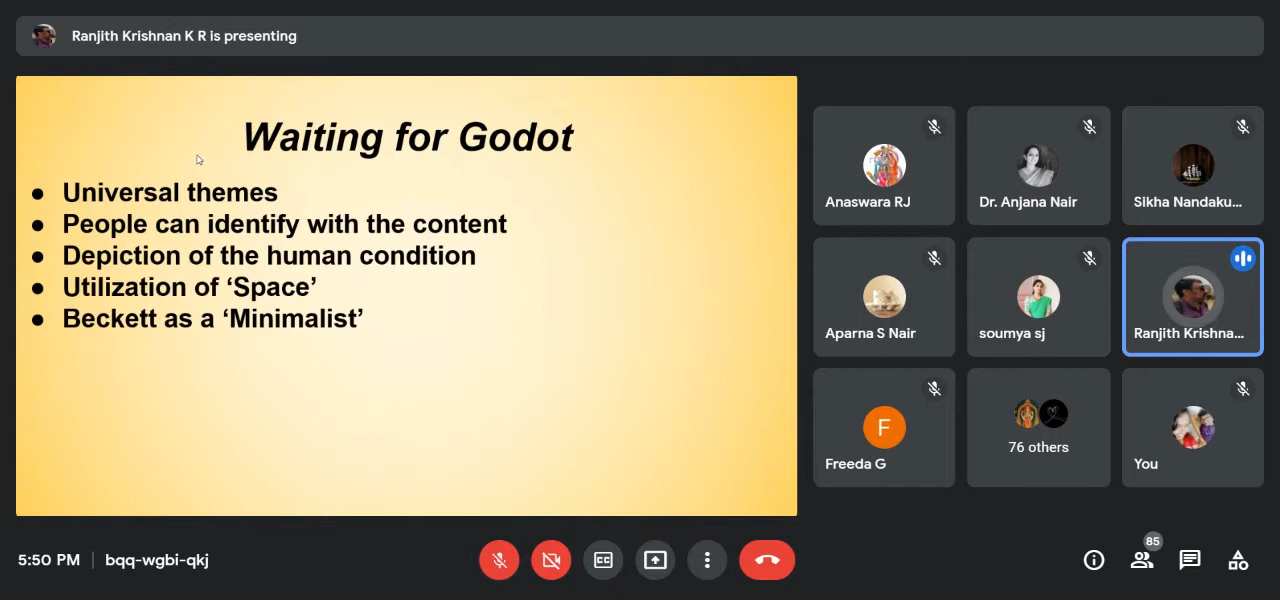 Ranjith Krishnan K R is presenting
Waiting for Godot
● Universal themes
● People can identify with the content
● Depiction of the human condition
● Utilization of ‘Space’
● Beckett as a ‘Minimalist’
Anaswara RJ
Dr. Anjana Nair
Sikha Nandaku...
Aparna S Nair
soumya sj
Ranjith Krishna...
F
Freeda G
76 others
You
5:50 PM | bqq-wgbi-qkj
CC
85